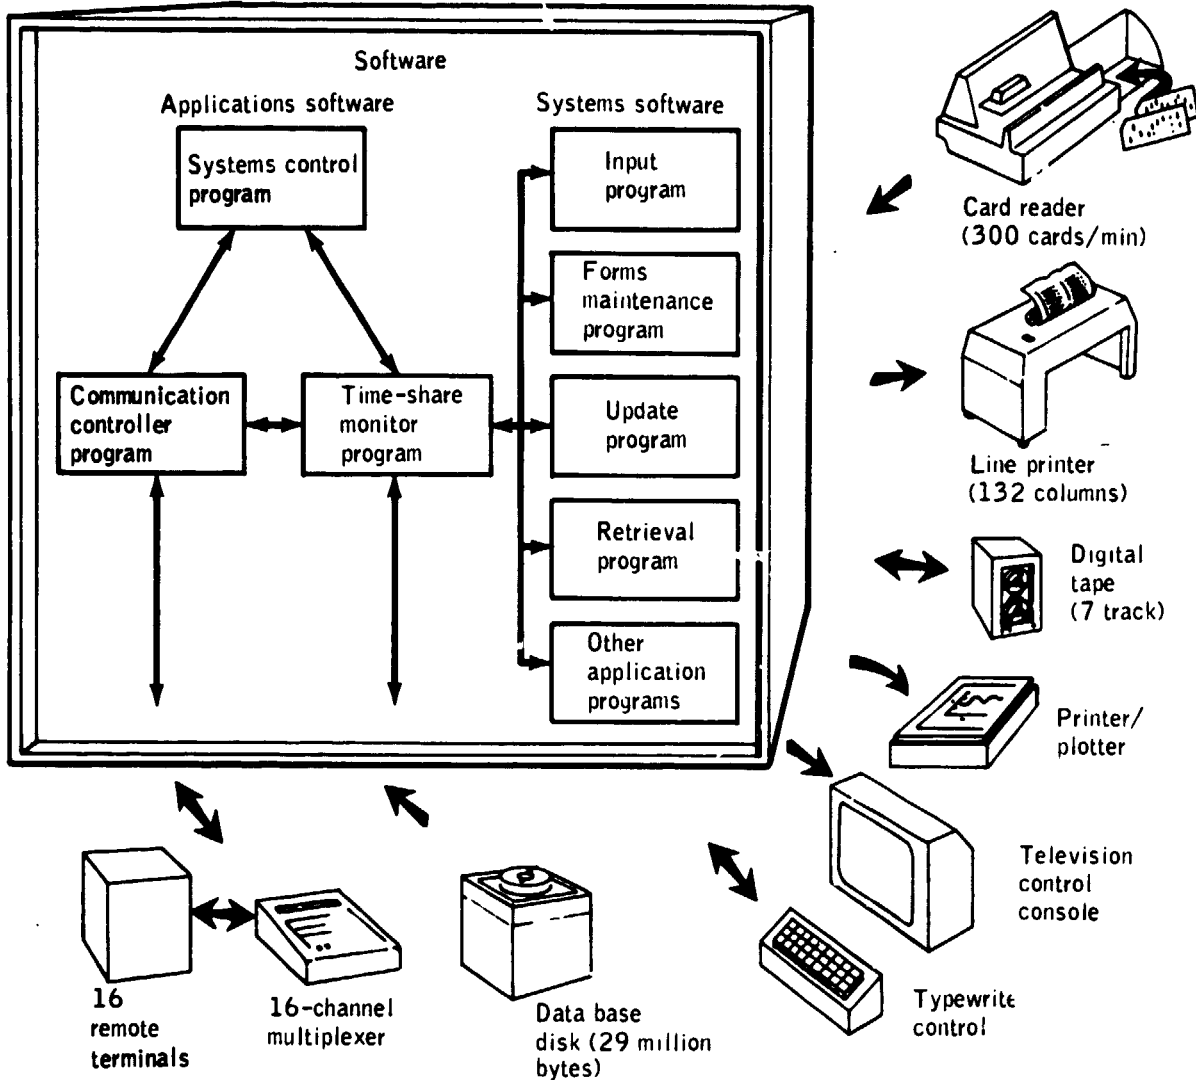 Software
Applications software
Systems software
Systems control
program
Communication
controller
program
Time-share
monitor
program
Input
program
Forms
maintenance
program
Update
program
Retrieval
program
Other
application
programs
Card reader
(300 cards/min)
Line printer
(132 columns)
Digital
tape
(7 track)
Printer/
plotter
Television
control
console
Typewrite
control
16
remote
terminals
16-channel
multiplexer
Data base
disk (29 million
bytes)